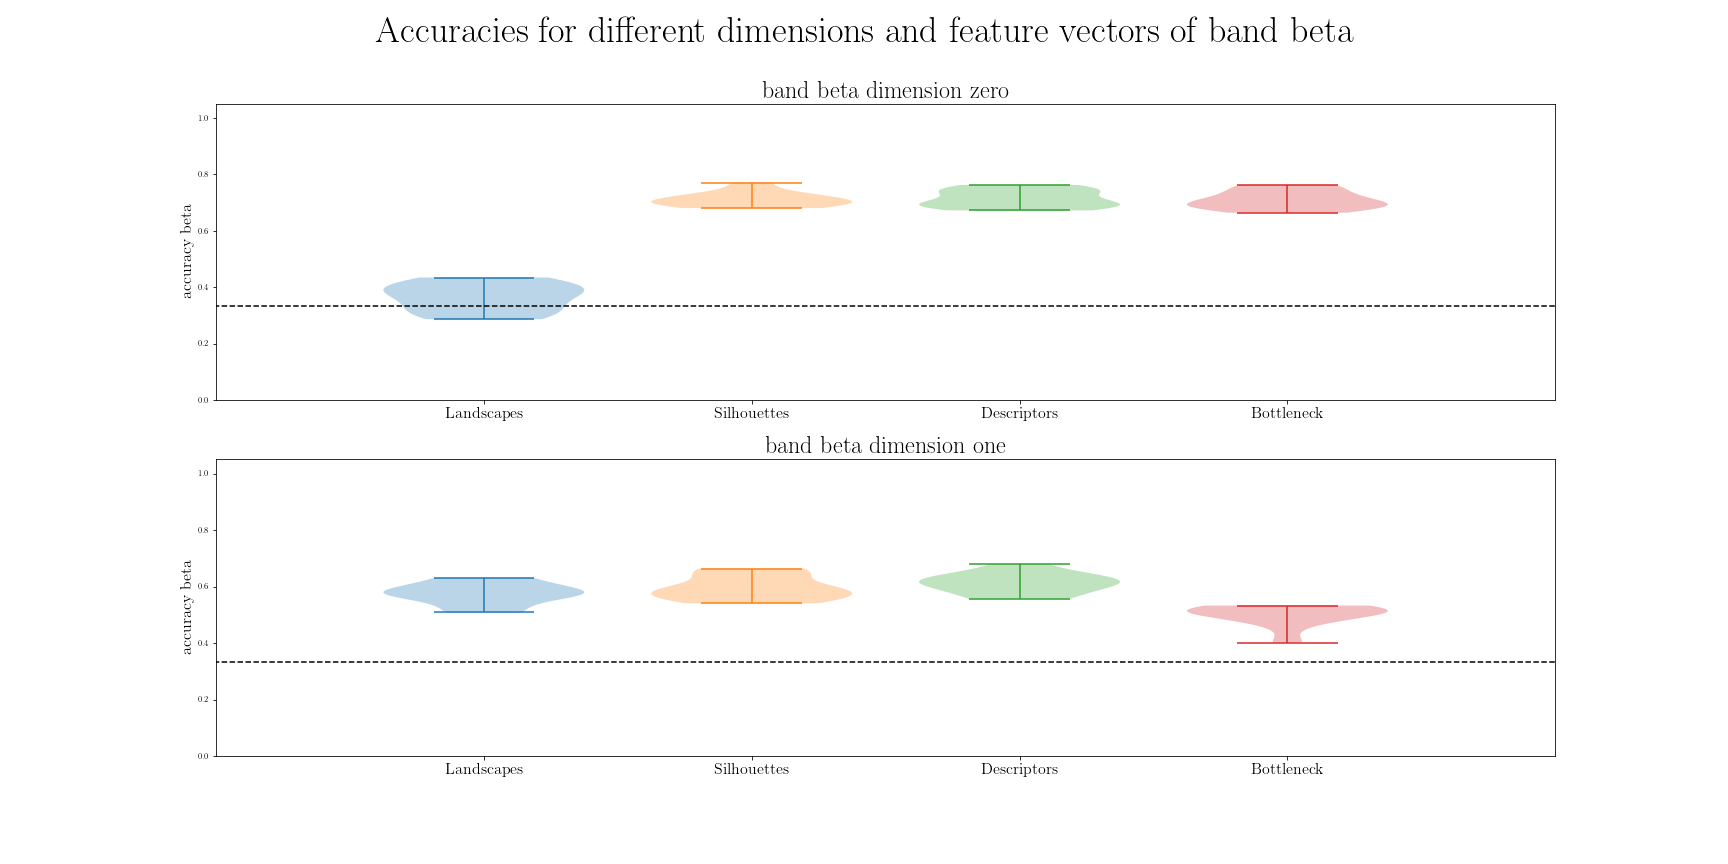 Accuracies for different dimensions and feature vectors of band beta
band beta dimension zero
1.0
0.8
0.6
0.4
0.2
0.0
accuracy beta
Landscapes Silhouettes Descriptors Bottleneck
band beta dimension one
1.0
0.8
0.6
0.4
0.2
0.0
accuracy beta
Landscapes Silhouettes Descriptors Bottleneck